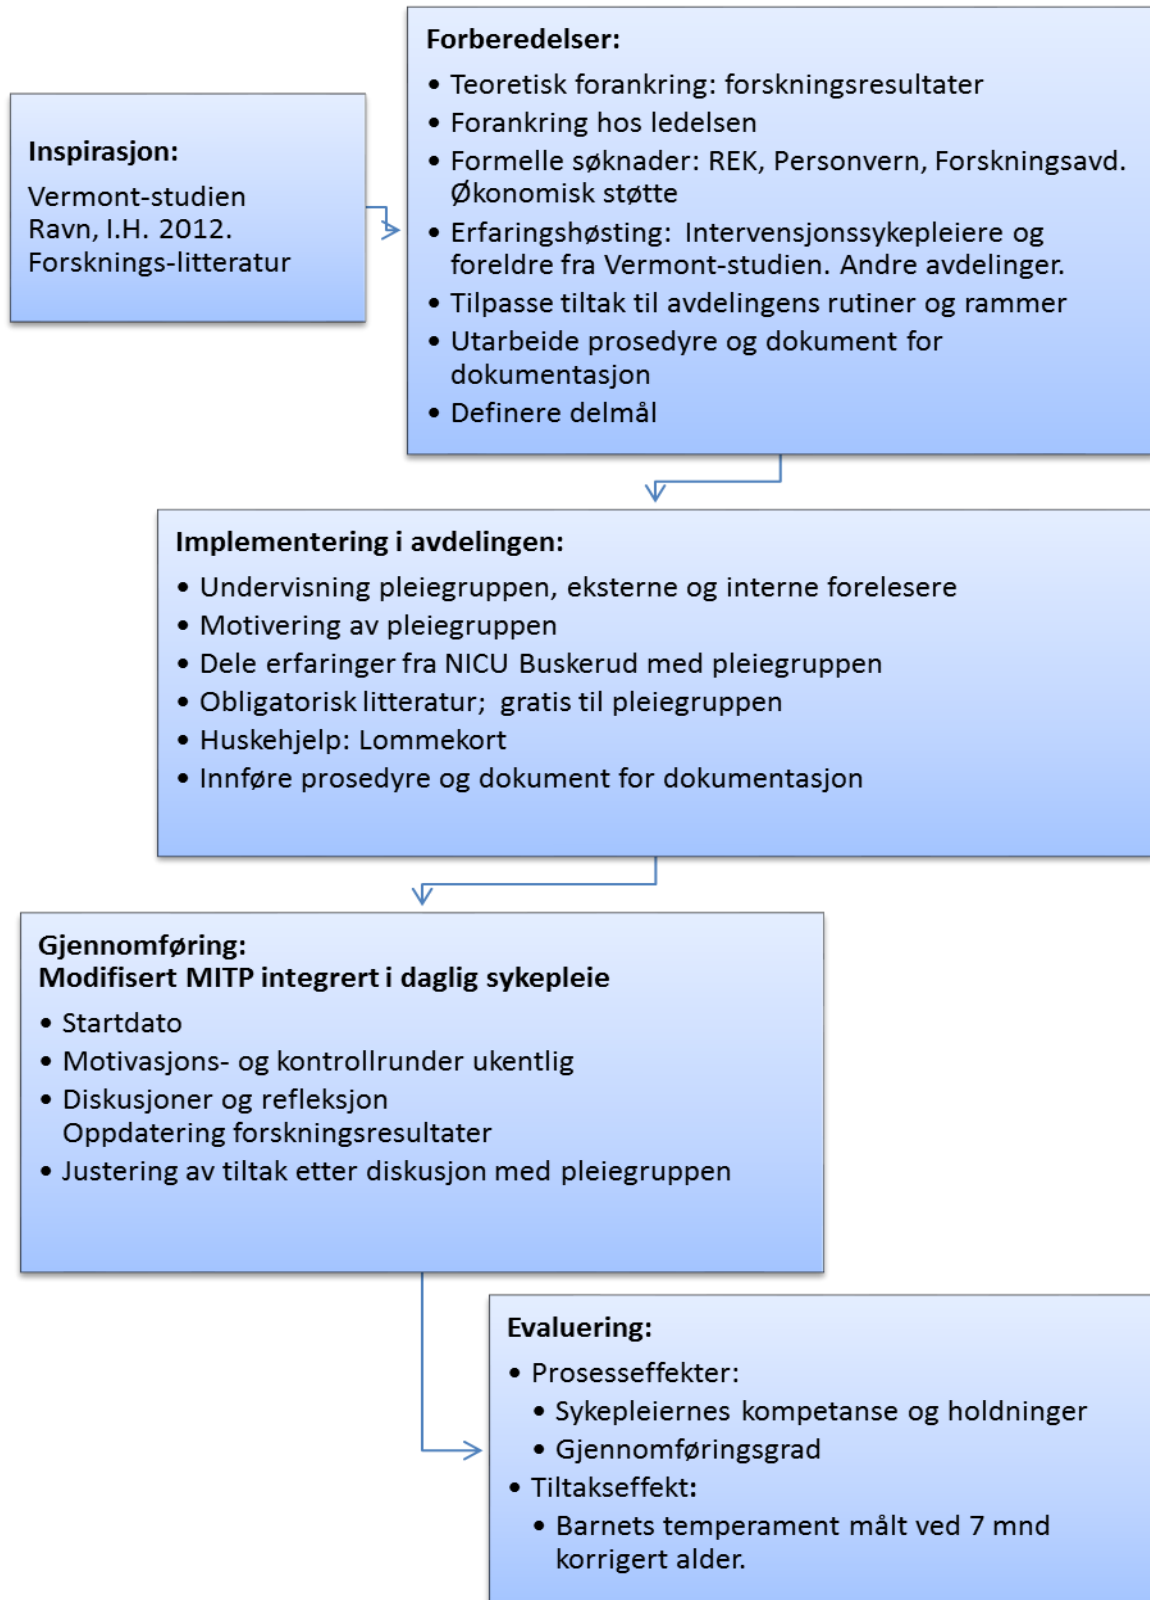 Inspirasjon:
Vermont-studien
Ravn, I.H. 2012.
Forsknings-litteratur
Forberedelser:
• Teoretisk forankring: forskningsresultater
• Forankring hos ledelsen
• Formelle søknader: REK, Personvern, Forskningsavd.
Økonomisk støtte
• Erfaringshøsting: Intervensjonssykepleiere og
foreldre fra Vermont-studien. Andre avdelinger.
• Tilpasse tiltak til avdelingens rutiner og rammer
• Utarbeide prosedyre og dokument for
dokumentasjon
• Definere delmål
Implementering i avdelingen:
• Undervisning pleiegruppen, eksterne og interne forelesere
• Motivering av pleiegruppen
• Dele erfaringer fra NICU Buskerud med pleiegruppen
• Obligatorisk litteratur; gratis til pleiegruppen
• Huskehjelp: Lommekort
• Innføre prosedyre og dokument for dokumentasjon
Gjennomføring:
Modifisert MITP integrert i daglig sykepleie
• Startdato
• Motivasjons- og kontrollrunder ukentlig
• Diskusjoner og refleksjon
Oppdatering forskningsresultater
• Justering av tiltak etter diskusjon med pleiegruppen
Evaluering:
• Prosesseffekter:
• Sykepleiernes kompetanse og holdninger
• Gjennomføringsgrad
• Tiltakseffekt:
• Barnets temperament målt ved 7 mnd
korrigert alder.